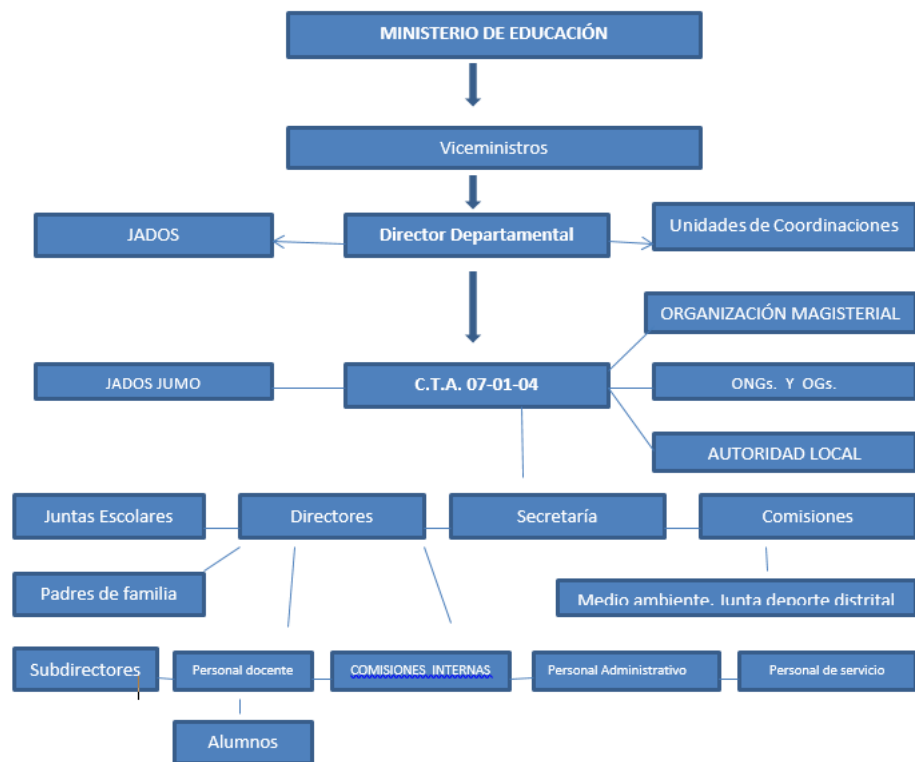 MINISTERIO DE EDUCACIÓN
Viceministros
JADOS
Director Departamental
Unidades de Coordinaciones
ORGANIZACIÓN MAGISTERIAL
JADOS JUMO
C.T.A. 07-01-04
ONGs. Y OGs.
AUTORIDAD LOCAL
Juntas Escolares
Directores
Secretaría
Comisiones
Padres de familia
Medio ambiente. Junta deporte distrital
Subdirectores
Personal docente
COMISIONES INTERNAS
Personal Administrativo
Personal de servicio
Alumnos